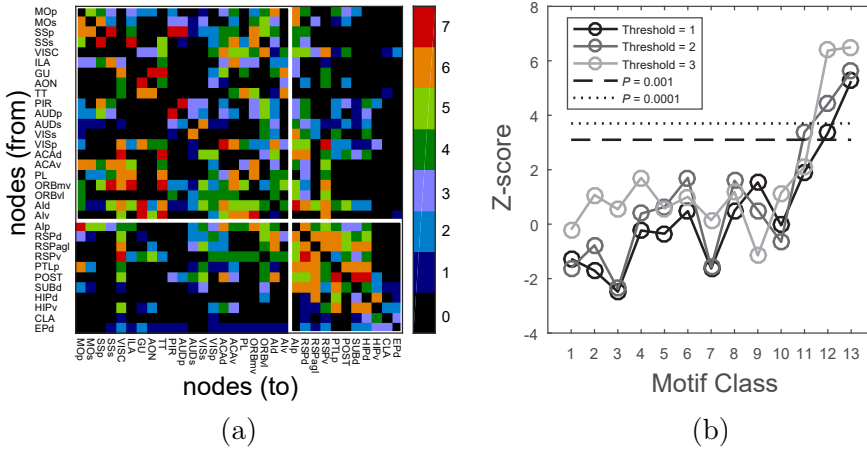 MOp
MOs
SSp
SSs
VISC
ILA
GU
AON
TT
PIR
AUDp
AUDs
VISs
VISp
ACAd
ACAv
PL
ORBmv
ORBvl
AId
AIv
AIp
RSPd
RSPagl
RSPv
PTLp
POST
SUBd
HIPd
HIPv
CLA
EPd
nodes (from)
MOp
MOs
SSp
SSs
VISC
ILA
GU
AON
TT
PIR
AUDp
AUDs
VISs
VISp
ACAd
ACAv
PL
ORBmv
ORBvl
AId
AIp
RSPd
RSPagl
RSPv
PTLp
POST
SUBd
HIPd
HIPv
CLA
EPd
nodes (to)
7
6
5
4
3
2
1
0
(a)
Threshold = 1
Threshold = 2
Threshold = 3
P = 0.001
P = 0.0001
8
6
4
2
0
-2
-4
Z-score
1 2 3 4 5 6 7 8 9 10 11 12 13
Motif Class
(b)